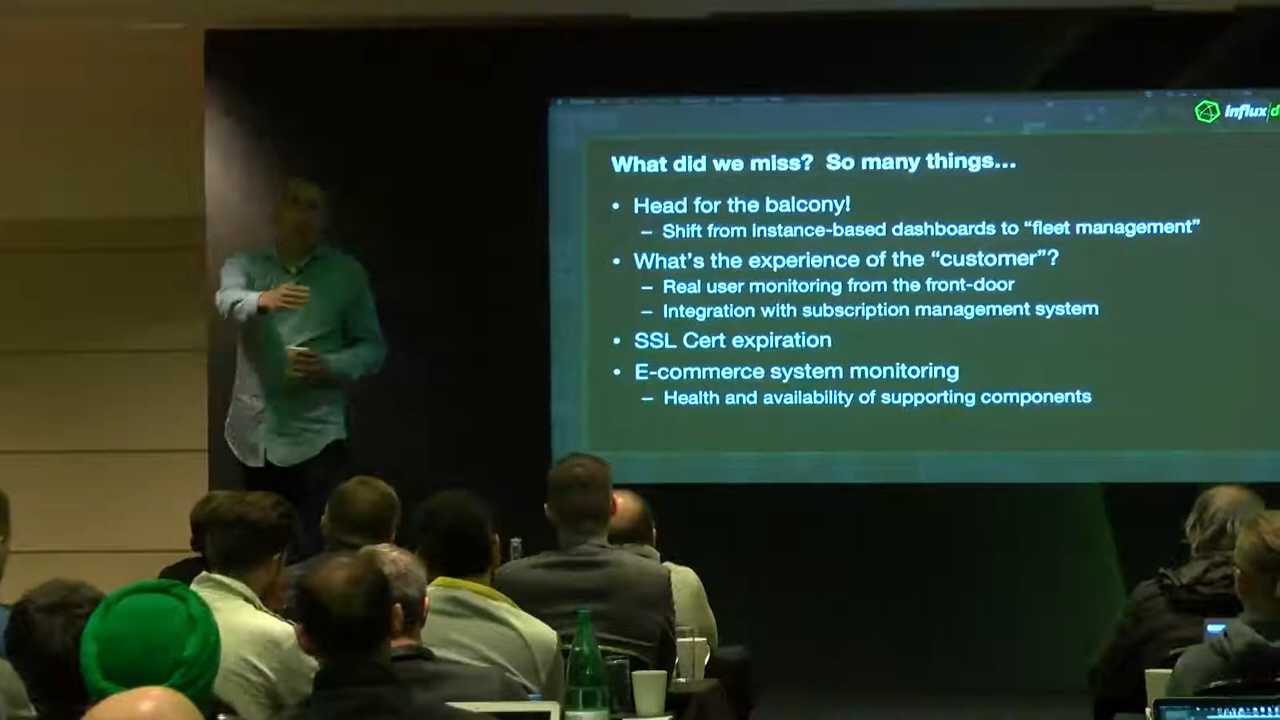 influx|d
What did we miss? So many things...
• Head for the balcony!
– Shift from instance-based dashboards to “fleet management”
• What’s the experience of the “customer”?
– Real user monitoring from the front-door
– Integration with subscription management system
• SSL Cert expiration
• E-commerce system monitoring
– Health and availability of supporting components